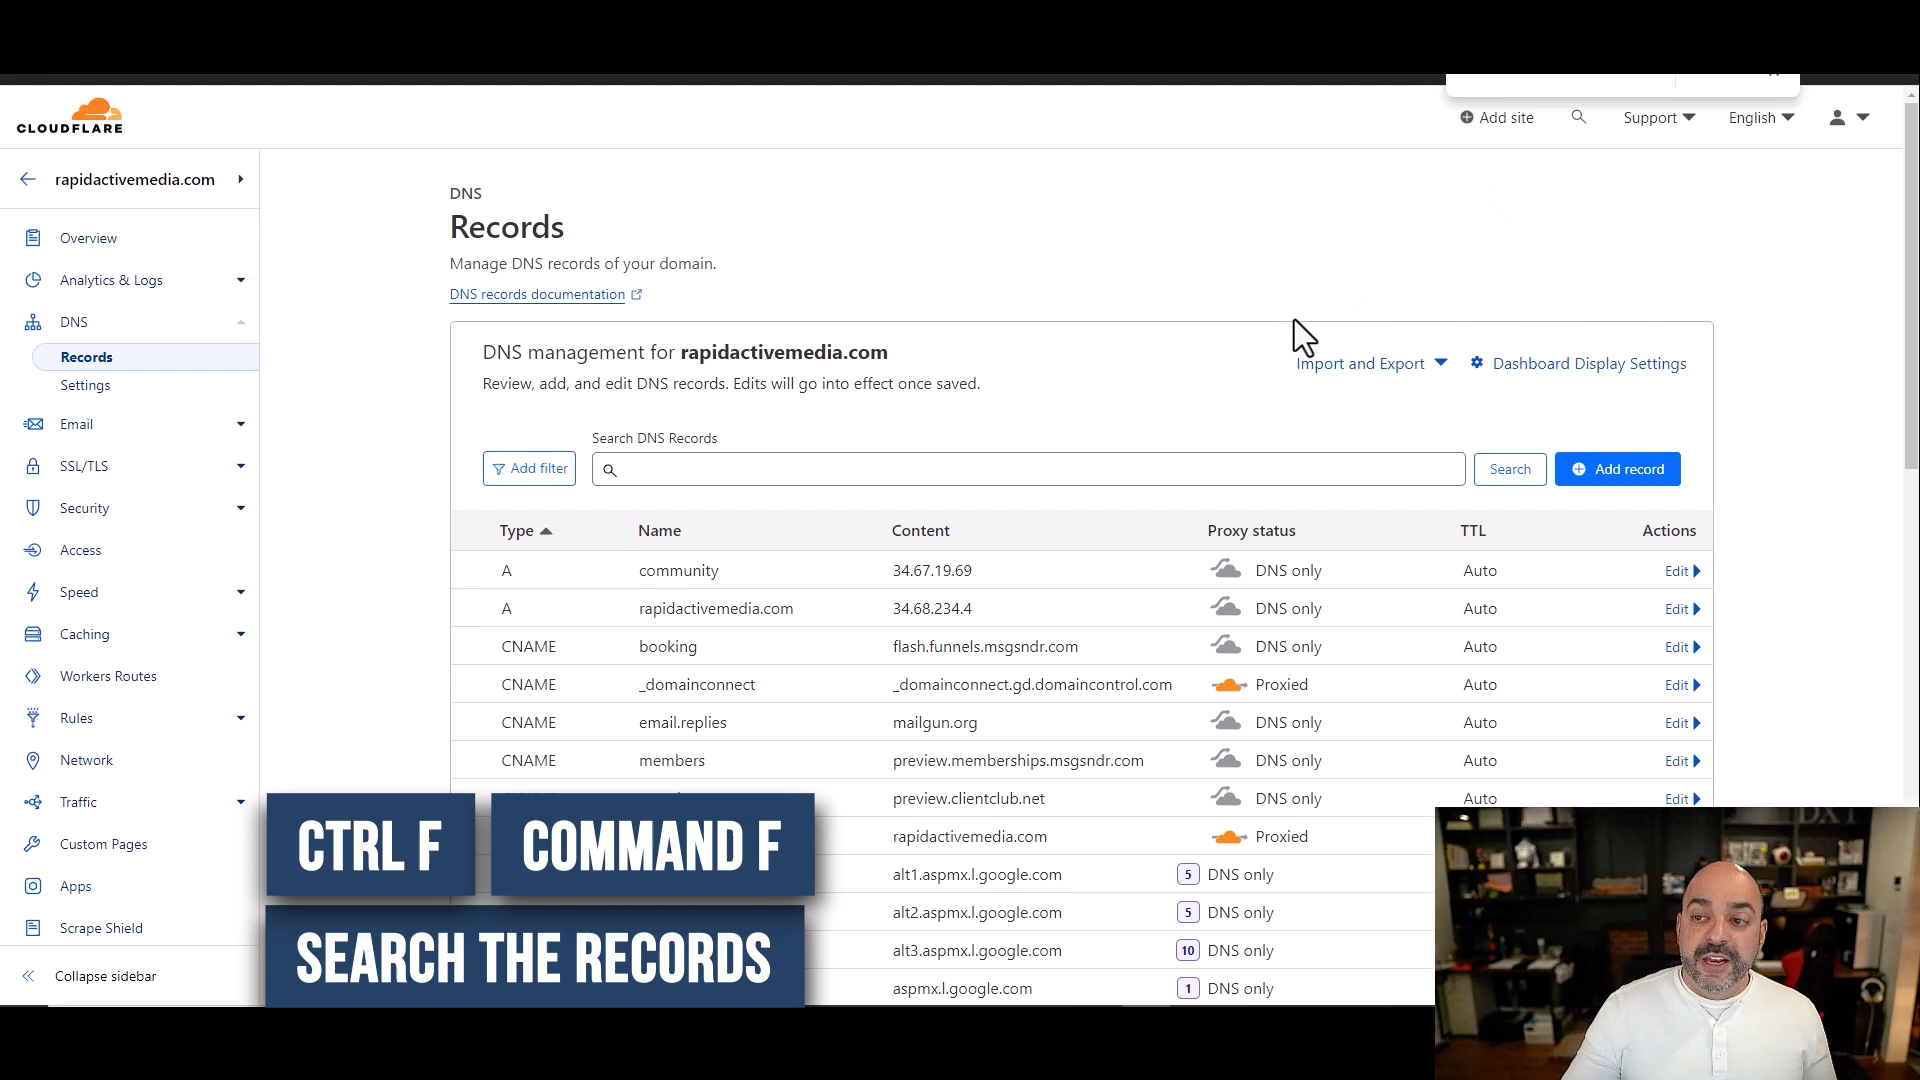 CLOUDFLARE
Add site
Support
English
rapidactivemedia.com
Overview
Analytics & Logs
DNS
Records
Settings
Email
SSL/TLS
Security
Access
Speed
Caching
Workers Routes
Rules
Network
Traffic
Custom Pages
Apps
Scrape Shield
Collapse sidebar
DNS
Records
Manage DNS records of your domain.
DNS records documentation
DNS management for rapidactivemedia.com
Review, add, and edit DNS records. Edits will go into effect once saved.
Import and Export
Dashboard Display Settings
Search DNS Records
Add filter
Search
Add record
Type Name Content Proxy status TTL Actions
A community 34.67.19.69 DNS only Auto Edit
A rapidactivemedia.com 34.68.234.4 DNS only Auto Edit
CNAME booking flash.funnels.msgsndr.com DNS only Auto Edit
CNAME _domainconnect _domainconnect.gd.domaincontrol.com Proxied Auto Edit
CNAME email.replies mailgun.org DNS only Auto Edit
CNAME members preview.memberships.msgsndr.com DNS only Auto Edit
preview.clientclub.net DNS only Auto Edit
rapidactivemedia.com Proxied
alt1.aspmx.l.google.com 5 DNS only
alt2.aspmx.l.google.com 5 DNS only
alt3.aspmx.l.google.com 10 DNS only
aspmx.l.google.com 1 DNS only
CTRL F COMMAND F
SEARCH THE RECORDS